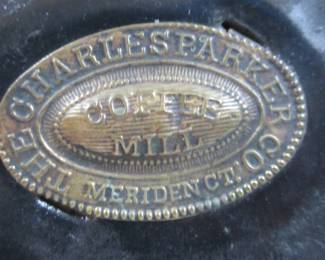 THE CHARLES PARKER CO.
COFFEE
MILL
MERIDEN CT.